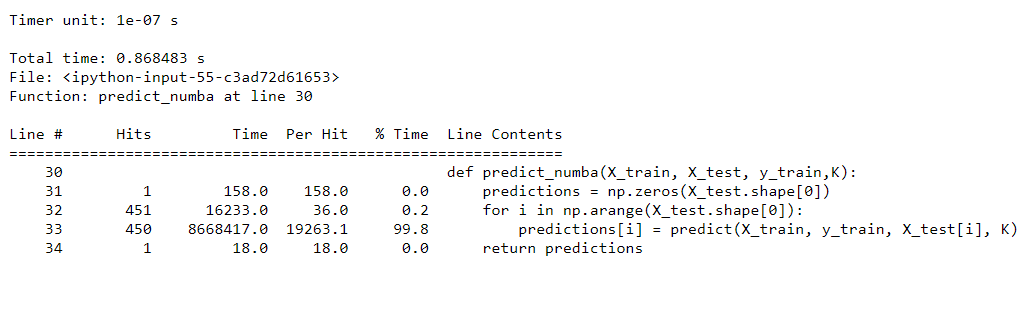 Timer unit: 1e-07 s
Total time: 0.868483 s
File: <ipython-input-55-c3ad72d61653>
Function: predict_numba at line 30
Line #      Hits         Time  Per Hit   % Time  Line Contents
==============================================================
    30                                           def predict_numba(X_train, X_test, y_train,K):
    31         1        158.0    158.0      0.0      predictions = np.zeros(X_test.shape[0])
    32       451      16233.0     36.0      0.2      for i in np.arange(X_test.shape[0]):
    33       450    8668417.0  19263.1     99.8          predictions[i] = predict(X_train, y_train, X_test[i], K)
    34         1         18.0     18.0      0.0      return predictions